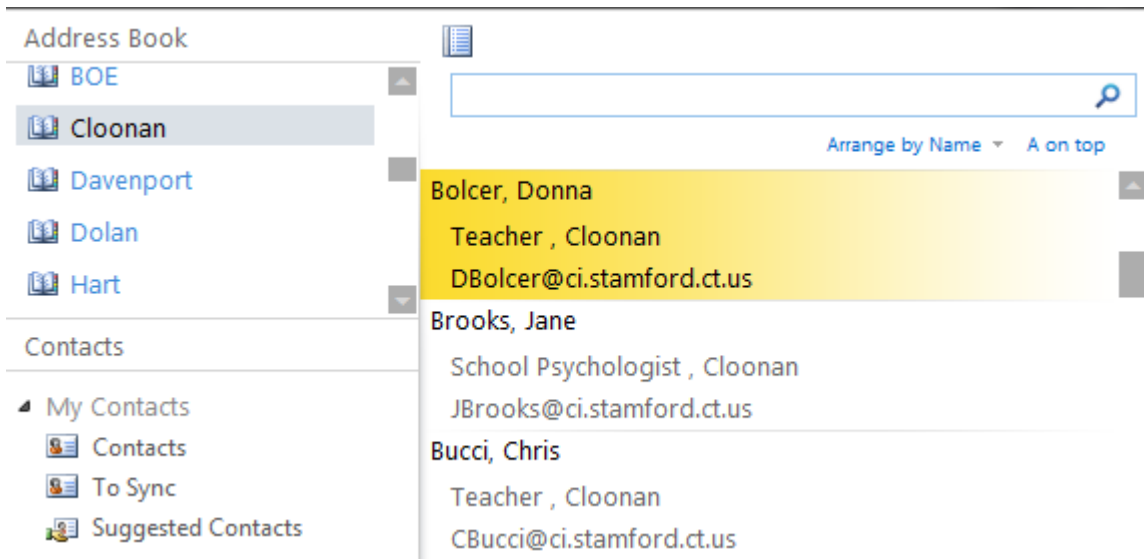 Address Book
BOE
Cloonan
Davenport
Dolan
Hart
Contacts
My Contacts
Contacts
To Sync
Suggested Contacts
Arrange by Name A on top
Bolcer, Donna
Teacher , Cloonan
DBolcer@ci.stamford.ct.us
Brooks, Jane
School Psychologist , Cloonan
JBrooks@ci.stamford.ct.us
Bucci, Chris
Teacher , Cloonan
CBucci@ci.stamford.ct.us